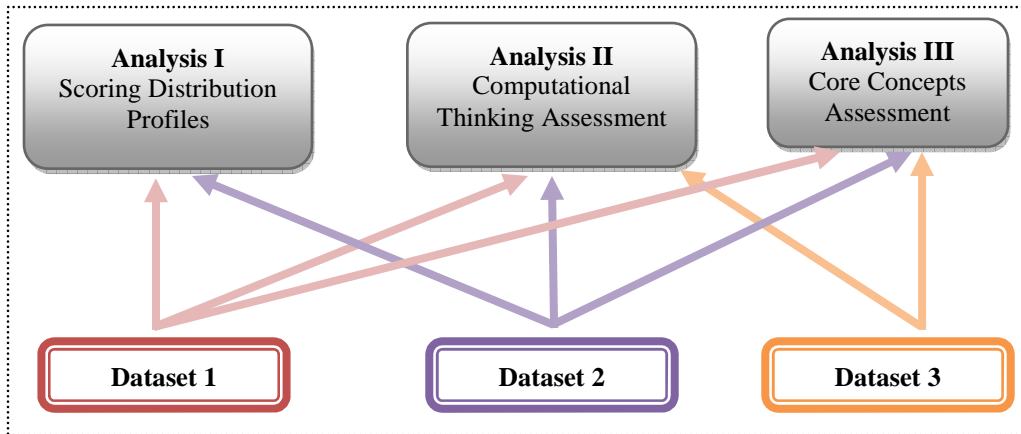 Analysis I
Scoring Distribution
Profiles
Analysis II
Computational
Thinking Assessment
Analysis III
Core Concepts
Assessment
Dataset 1
Dataset 2
Dataset 3